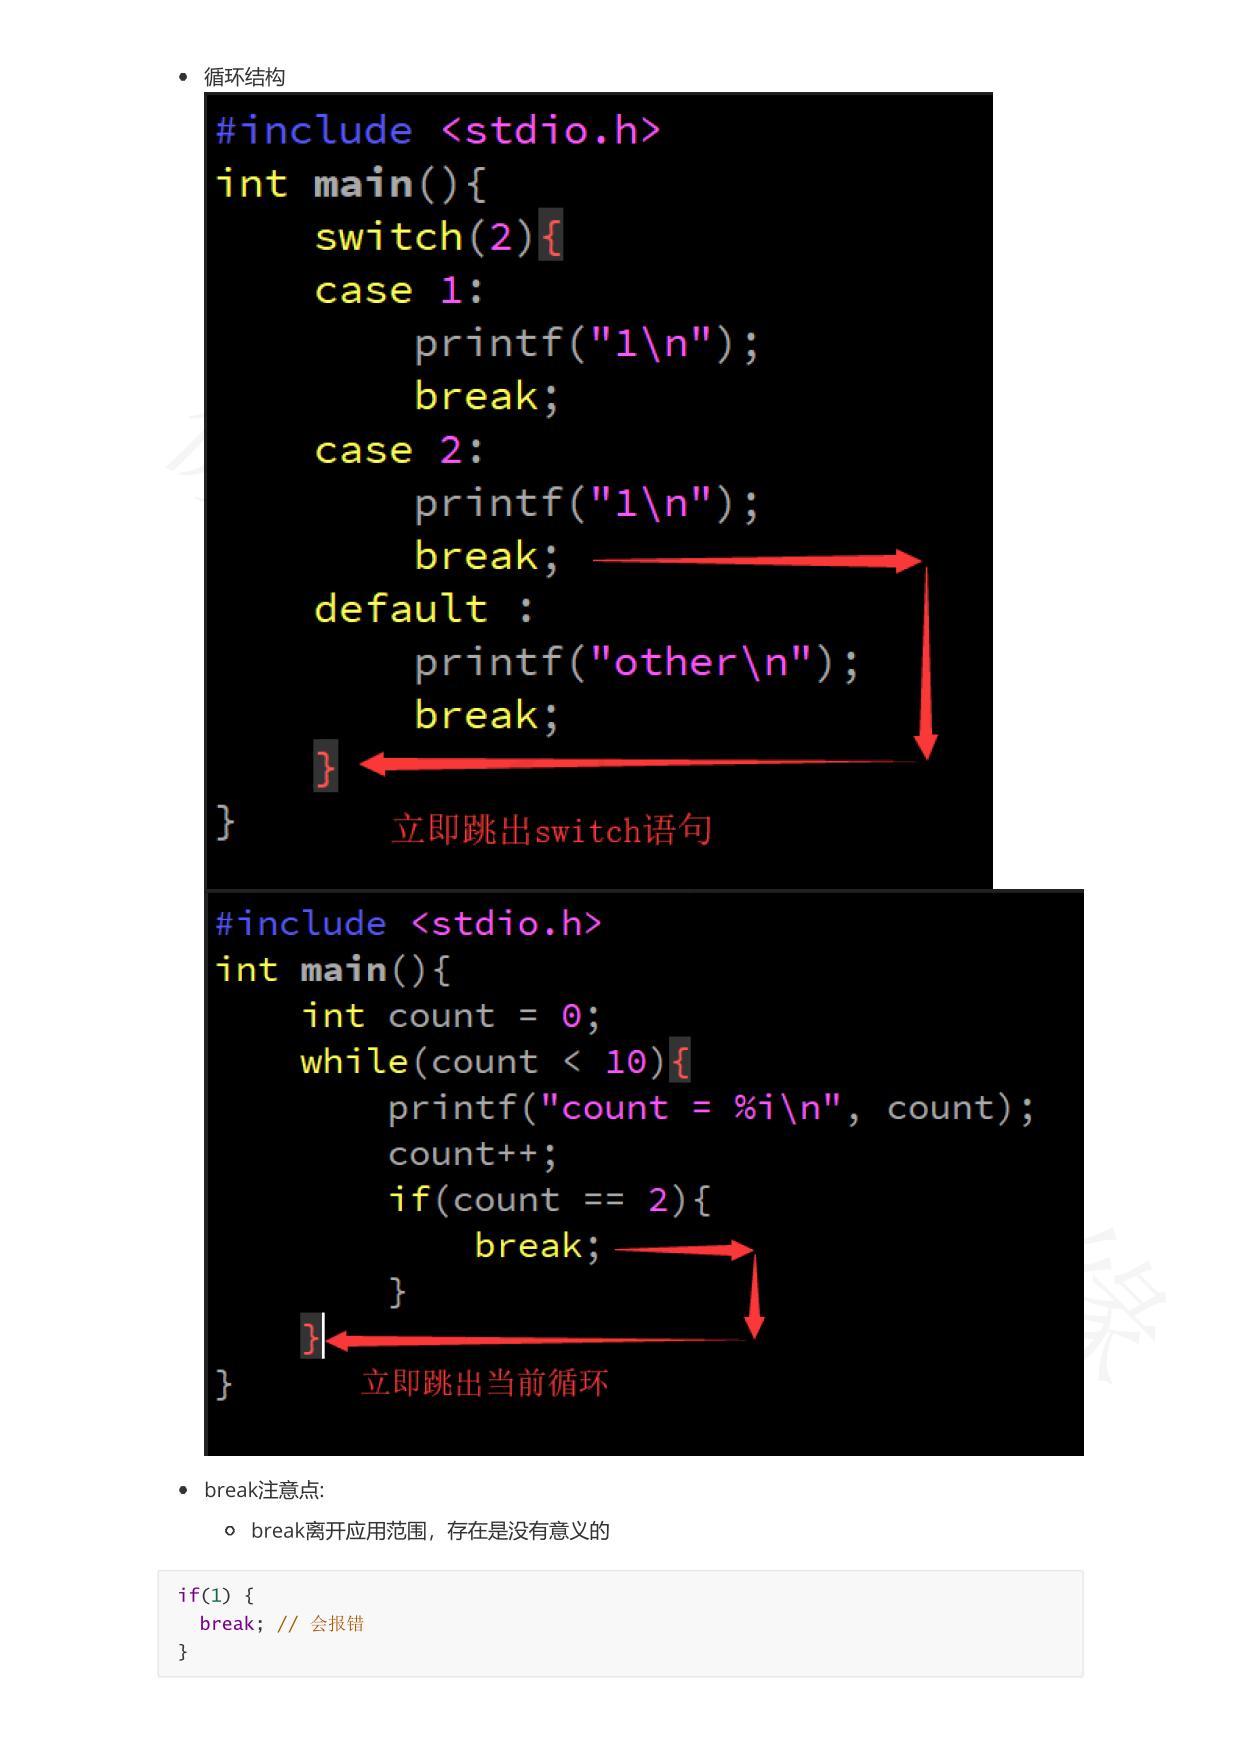 循环结构
#include <stdio.h>
int main(){
    switch(2){
    case 1:
        printf("1\n");
        break;
    case 2:
        printf("1\n");
        break;
    default :
        printf("other\n");
        break;
    }
}
立即跳出switch语句
#include <stdio.h>
int main(){
    int count = 0;
    while(count < 10){
        printf("count = %i\n", count);
        count++;
        if(count == 2){
            break;
        }
    }
}
立即跳出当前循环
break注意点:
break离开应用范围，存在是没有意义的
if(1) {
  break; // 会报错
}
缘